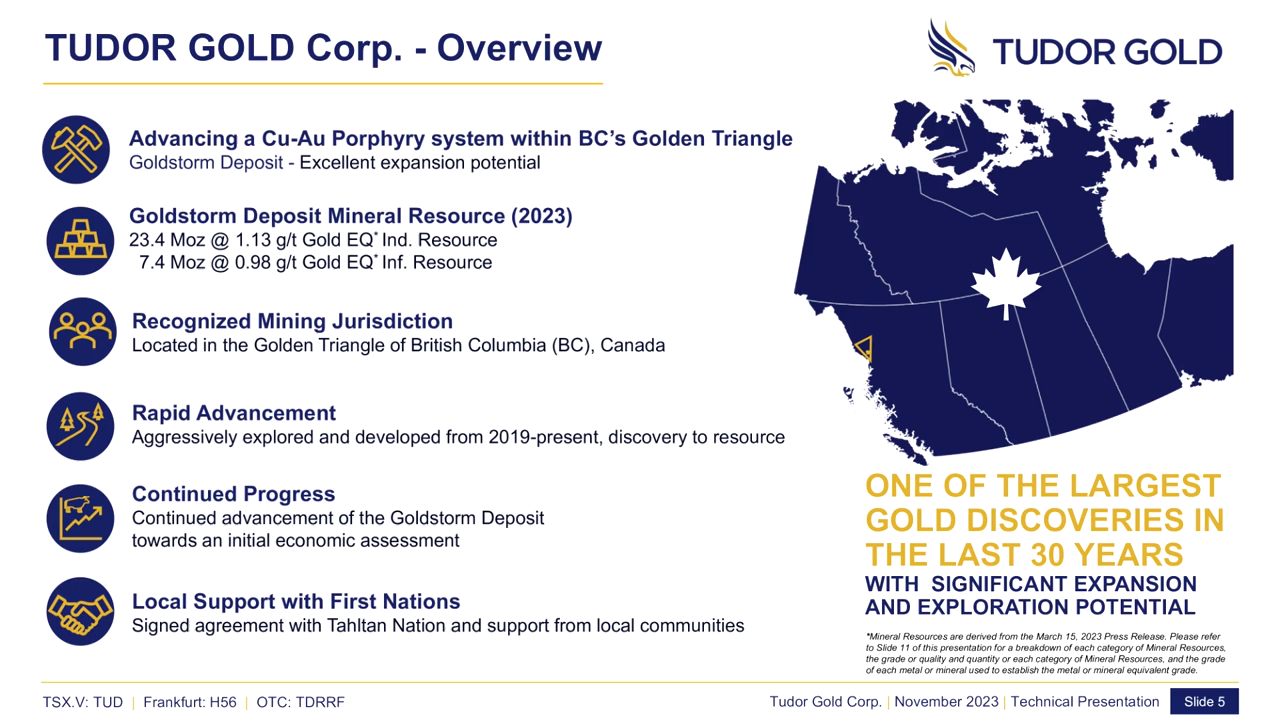 TUDOR GOLD Corp. - Overview
TUDOR GOLD
Advancing a Cu-Au Porphyry system within BC's Golden Triangle
Goldstorm Deposit - Excellent expansion potential
Goldstorm Deposit Mineral Resource (2023)
23.4 Moz @ 1.13 g/t Gold EQ* Ind. Resource
7.4 Moz @ 0.98 g/t Gold EQ* Inf. Resource
Recognized Mining Jurisdiction
Located in the Golden Triangle of British Columbia (BC), Canada
Rapid Advancement
Aggressively explored and developed from 2019-present, discovery to resource
Continued Progress
Continued advancement of the Goldstorm Deposit
towards an initial economic assessment
Local Support with First Nations
Signed agreement with Tahltan Nation and support from local communities
ONE OF THE LARGEST
GOLD DISCOVERIES IN
THE LAST 30 YEARS
WITH SIGNIFICANT EXPANSION
AND EXPLORATION POTENTIAL
*Mineral Resources are derived from the March 15, 2023 Press Release. Please refer
to Slide 11 of this presentation for a breakdown of each category of Mineral Resources,
the grade or quality and quantity or each category of Mineral Resources, and the grade
of each metal or mineral used to establish the metal or mineral equivalent grade.
TSX.V: TUD | Frankfurt: H56 | OTC: TDRRF
Tudor Gold Corp. | November 2023 | Technical Presentation
Slide 5